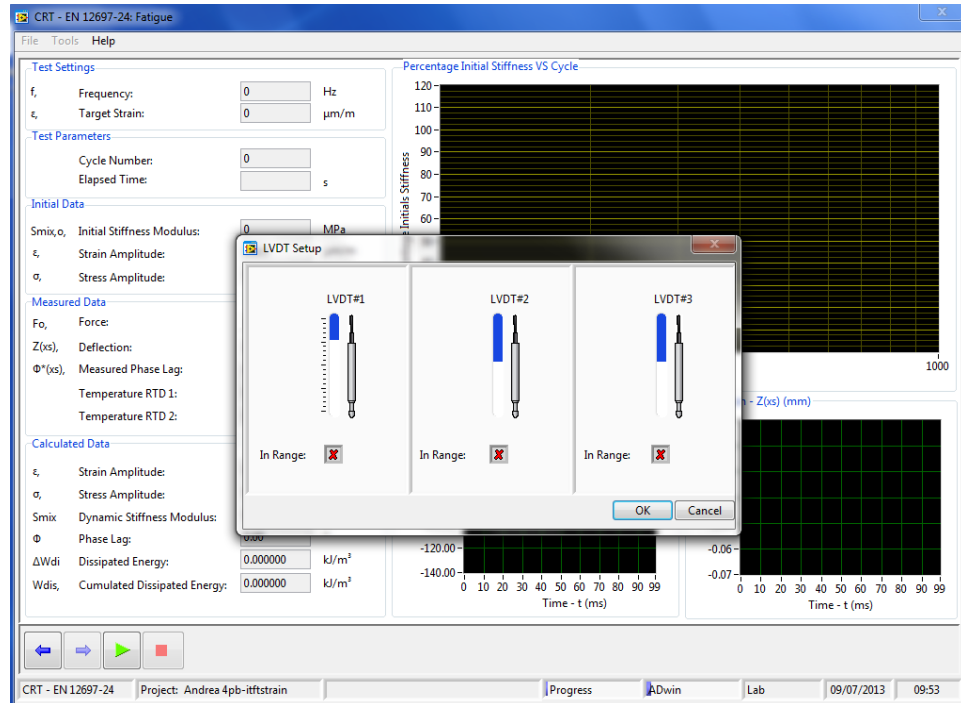 CRT - EN 12697-24: Fatigue
File Tools Help
Test Settings
f, Frequency: 0 Hz
ε, Target Strain: 0 µm/m
Test Parameters
Cycle Number: 0
Elapsed Time: s
Initial Data
Smix,o, Initial Stiffness Modulus: 0 MPa
ε, Strain Amplitude:
σ, Stress Amplitude:
Measured Data
Fo, Force:
Z(xs), Deflection:
Φ*(xs), Measured Phase Lag:
Temperature RTD 1:
Temperature RTD 2:
Calculated Data
ε, Strain Amplitude:
σ, Stress Amplitude:
Smix Dynamic Stiffness Modulus:
Φ Phase Lag: 0.00
ΔWdi Dissipated Energy: 0.000000 kJ/m³
Wdis, Cumulated Dissipated Energy: 0.000000 kJ/m³
Percentage Initial Stiffness VS Cycle
Initials Stiffness
120
110
100
90
80
70
60
1000
LVDT Setup
LVDT#1 LVDT#2 LVDT#3
In Range: In Range: In Range:
OK Cancel
-120.00
-140.00
0 10 20 30 40 50 60 70 80 90 99
Time - t (ms)
- Z(xs) (mm)
-0.06
-0.07
0 10 20 30 40 50 60 70 80 90 99
Time - t (ms)
CRT - EN 12697-24 Project: Andrea 4pb-itftstrain Progress ADwin Lab 09/07/2013 09:53